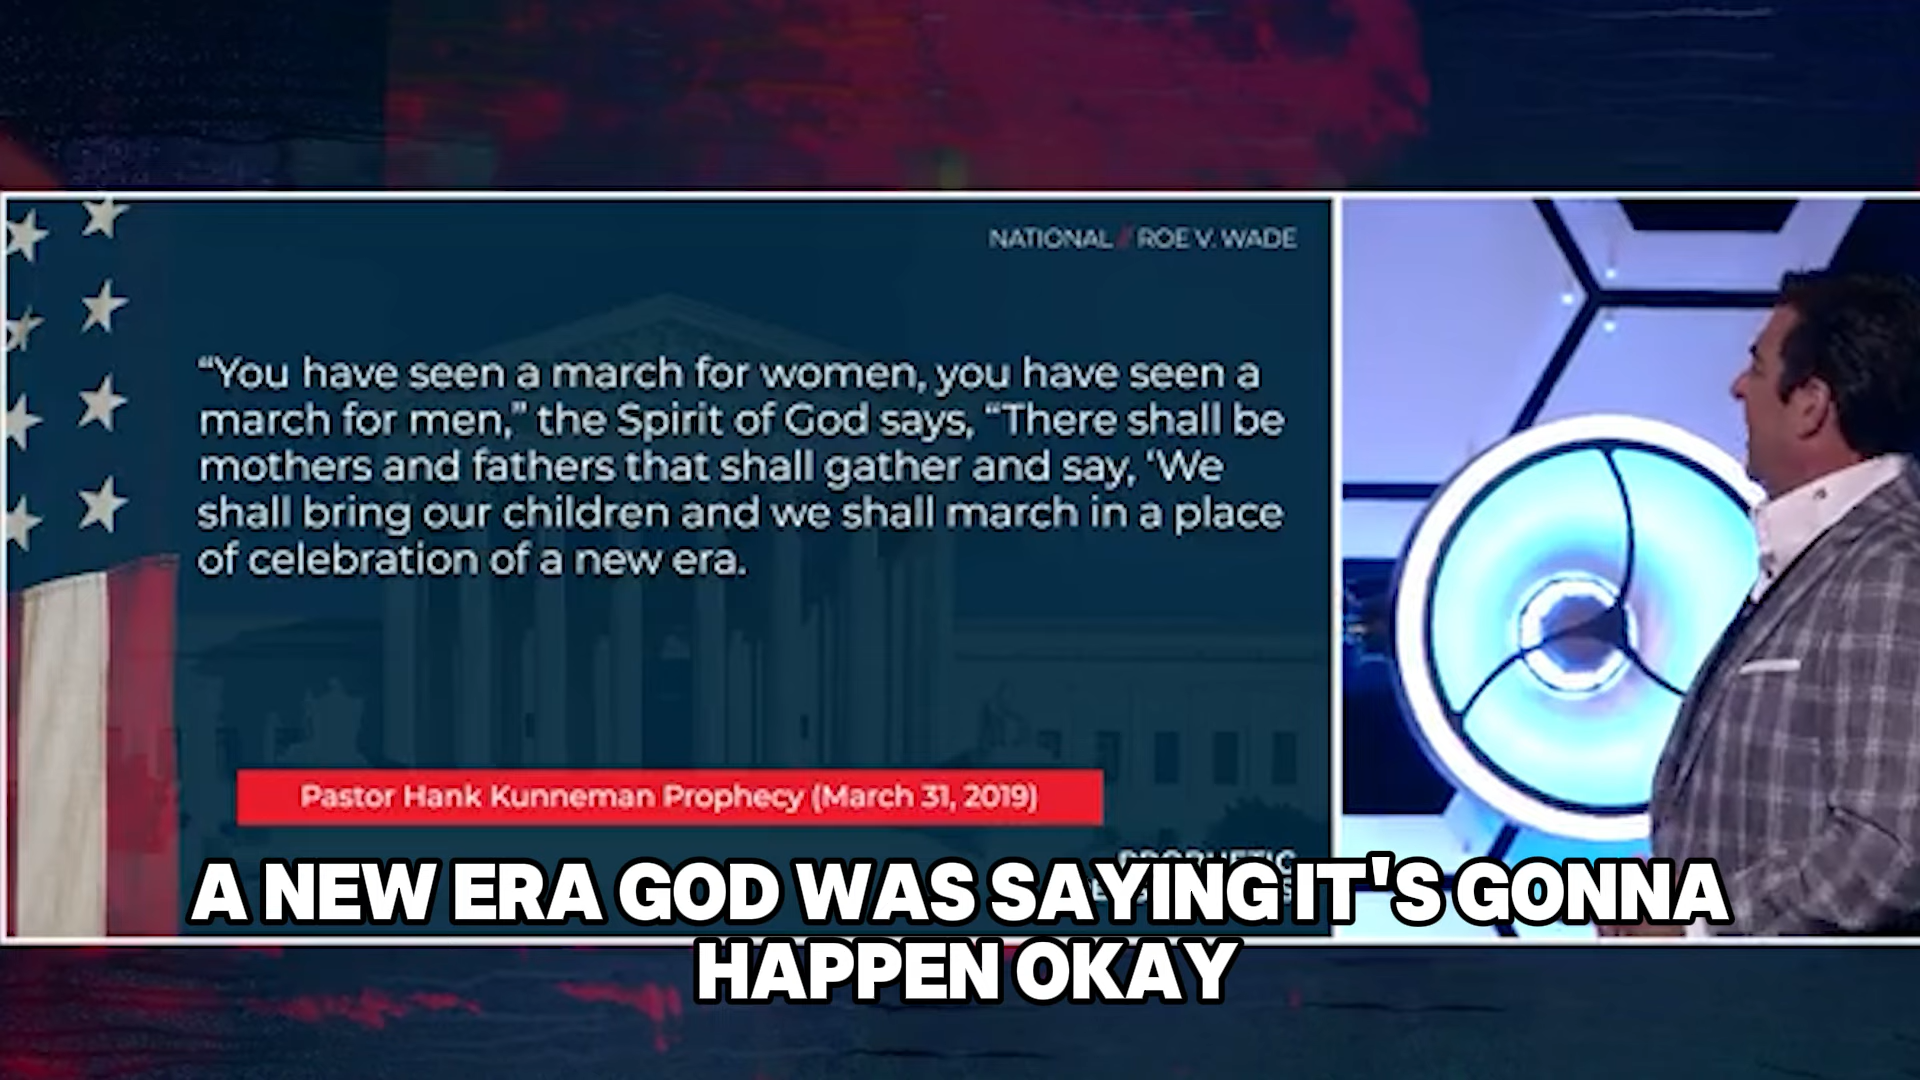 NATIONAL // ROE V. WADE
“You have seen a march for women, you have seen a
march for men,” the Spirit of God says, “There shall be
mothers and fathers that shall gather and say, ‘We
shall bring our children and we shall march in a place
of celebration of a new era.
Pastor Hank Kunneman Prophecy (March 31, 2019)
PROPHETIC
A NEW ERA GOD WAS SAYING IT'S GONNA
HAPPEN OKAY